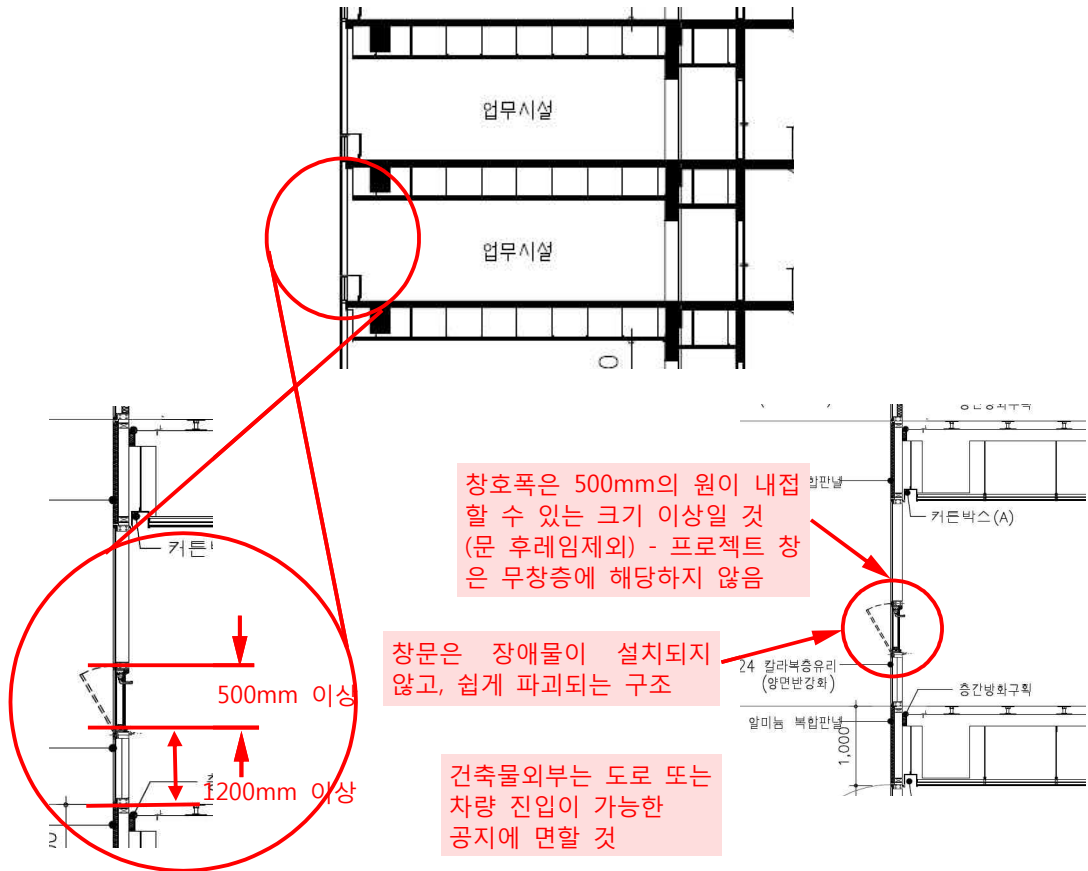 업무시설
업무시설
0
커튼
500mm 이상
1200mm 이상
창호폭은 500mm의 원이 내접
할 수 있는 크기 이상일 것
(문 후레임제외) - 프로젝트 창
은 무창층에 해당하지 않음
창문은 장애물이 설치되지
않고, 쉽게 파괴되는 구조
건축물외부는 도로 또는
차량 진입이 가능한
공지에 면할 것
합판넬
커튼박스(A)
24 칼라복층유리
(양면반강화)
층간방화구획
알미늄 복합판넬
1,000